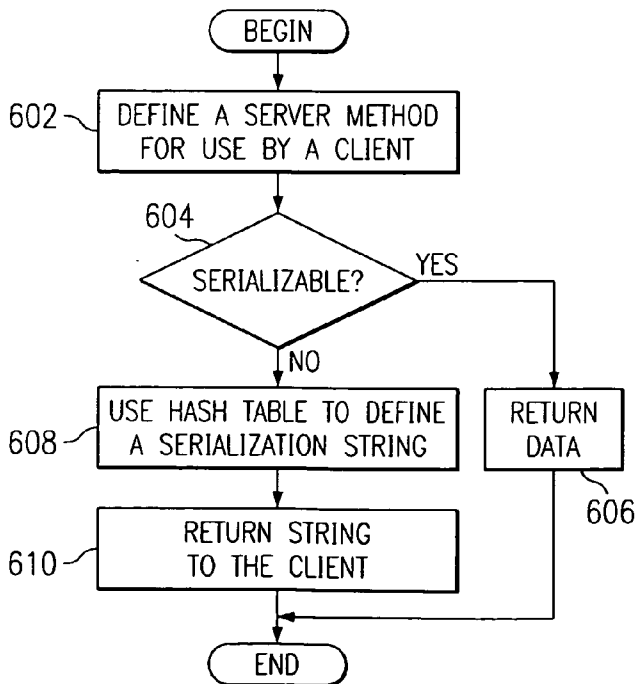 BEGIN
602
DEFINE A SERVER METHOD
FOR USE BY A CLIENT
604
SERIALIZABLE?
YES
NO
608
USE HASH TABLE TO DEFINE
A SERIALIZATION STRING
RETURN
DATA
606
610
RETURN STRING
TO THE CLIENT
END